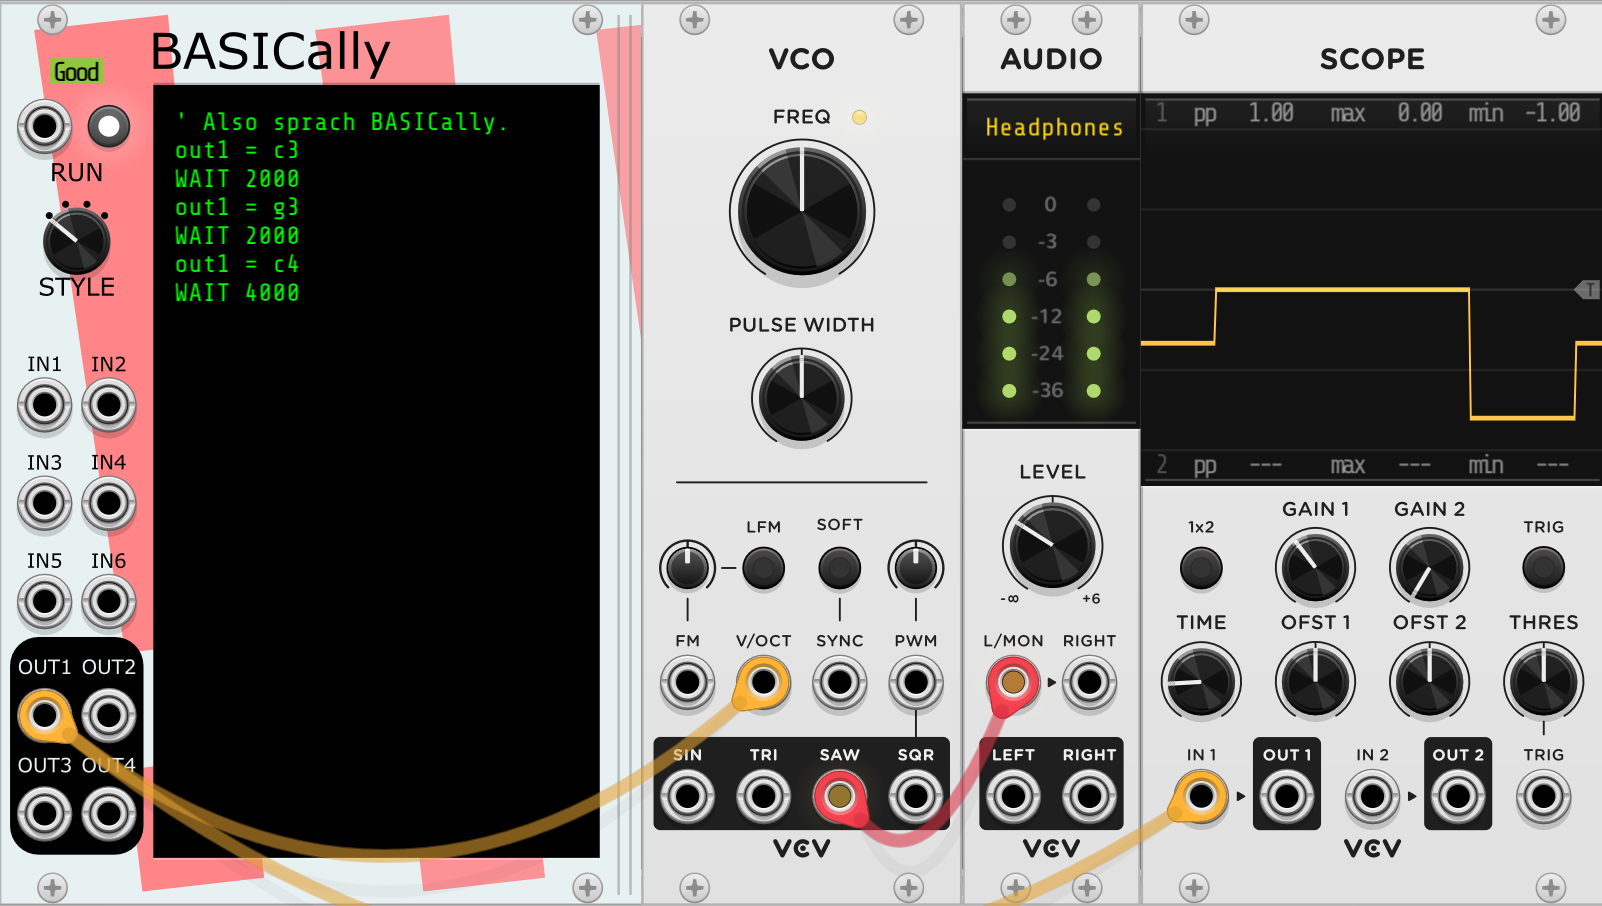 BASICally
Good
RUN
STYLE
IN1 IN2
IN3 IN4
IN5 IN6
OUT1 OUT2
OUT3 OUT4
' Also sprach BASICally.
out1 = c3
WAIT 2000
out1 = g3
WAIT 2000
out1 = c4
WAIT 4000
VCO
FREQ
PULSE WIDTH
LFM SOFT
FM V/OCT SYNC PWM
SIN TRI SAW SQR
VCV
AUDIO
Headphones
0
-3
-6
-12
-24
-36
LEVEL
-∞ +6
L/MON RIGHT
LEFT RIGHT
VCV
SCOPE
1 pp 1.00 max 0.00 min -1.00
T
2 pp --- max --- min ---
1x2 GAIN 1 GAIN 2 TRIG
TIME OFST 1 OFST 2 THRES
IN 1 OUT 1 IN 2 OUT 2 TRIG
VCV